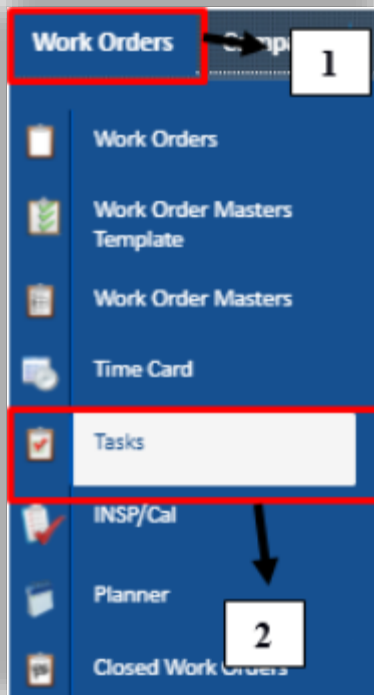 Work Orders
1
Work Orders
Work Order Masters
Template
Work Order Masters
Time Card
Tasks
INSP/Cal
Planner
2
Closed Work Orders